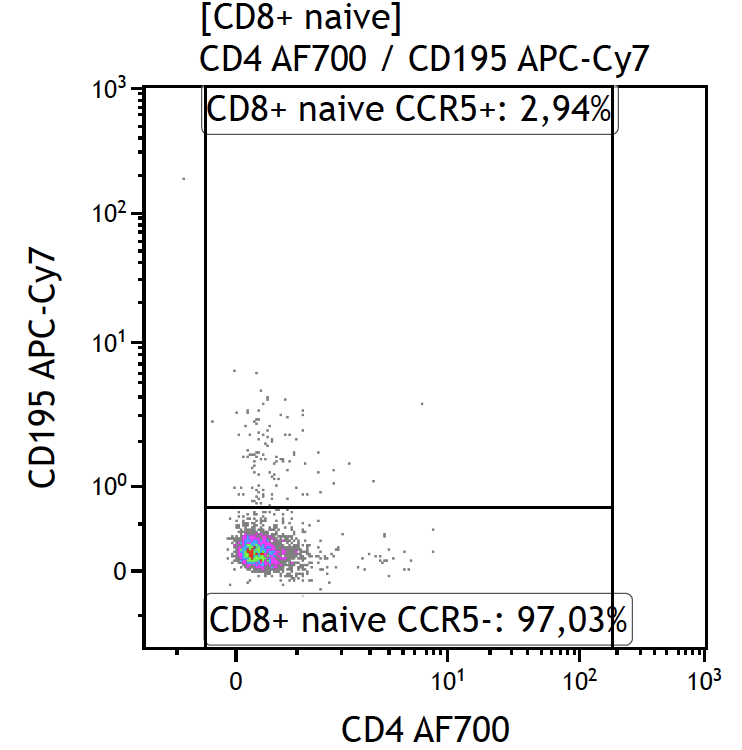 [CD8+ naive]
CD4 AF700 / CD195 APC-Cy7
10³
CD8+ naive CCR5+: 2,94%
10²
10¹
10⁰
0
CD195 APC-Cy7
CD8+ naive CCR5-: 97,03%
0 10¹ 10² 10³
CD4 AF700